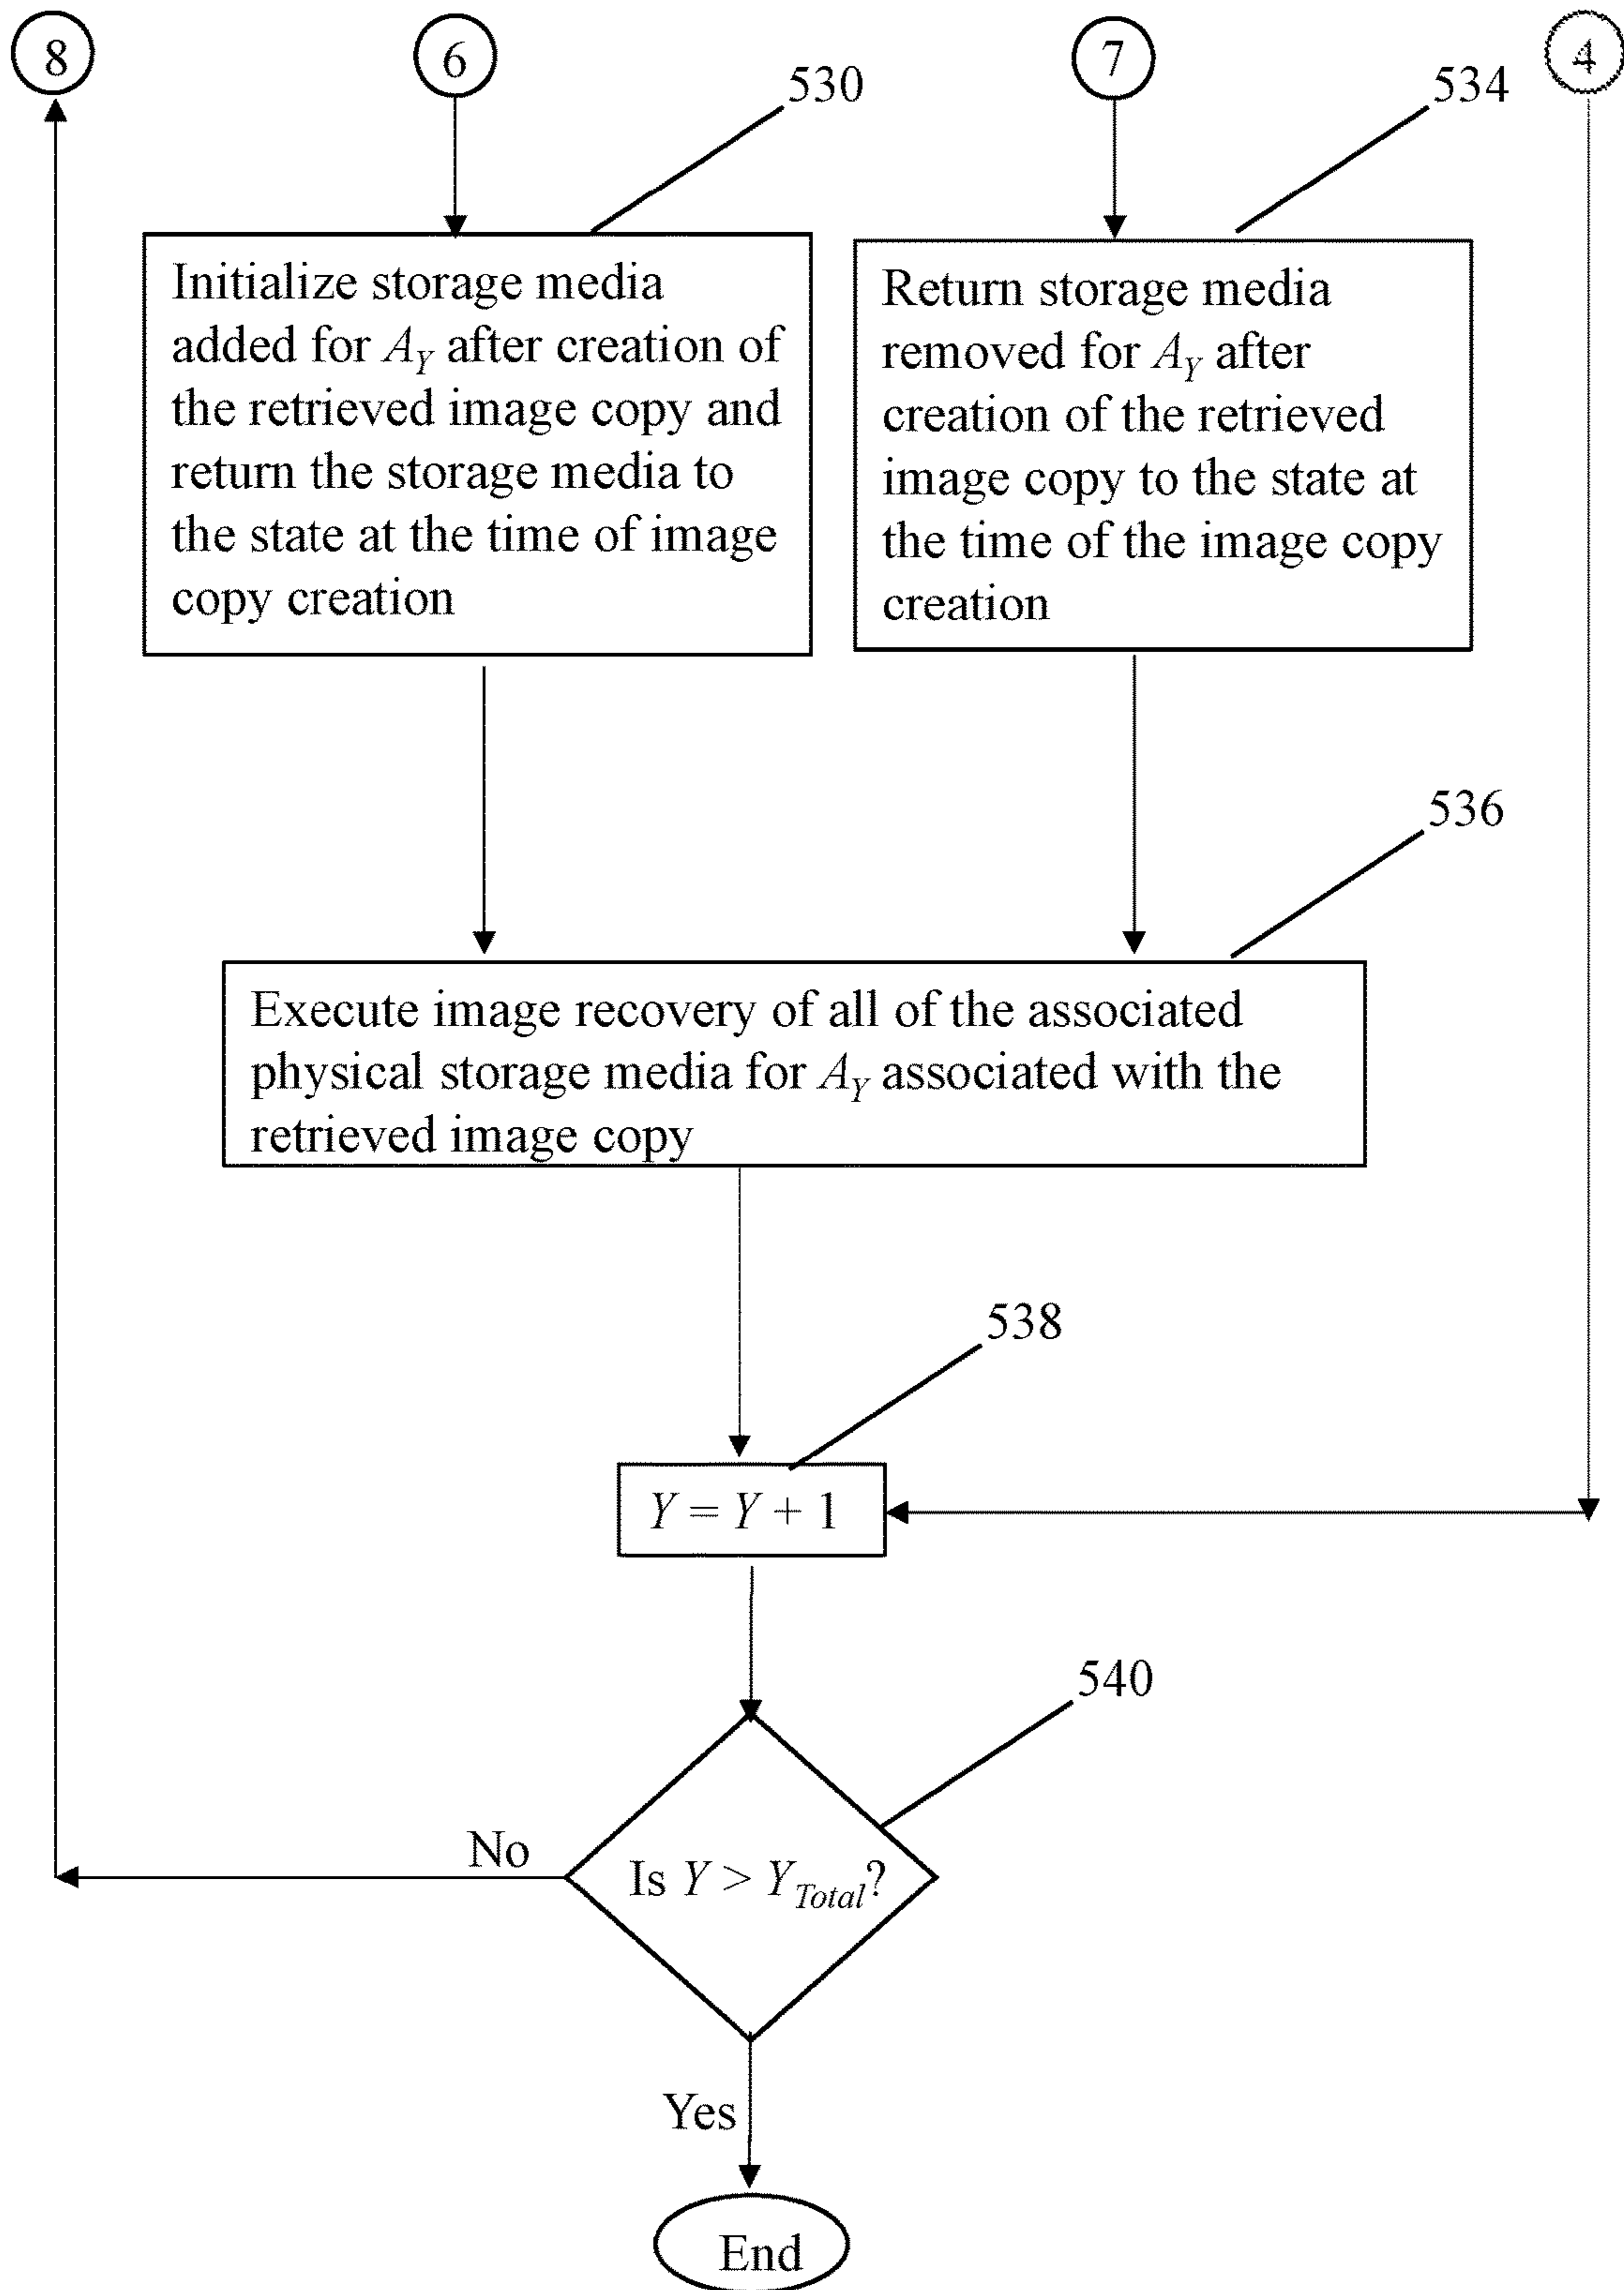 8
6
7
4
530
534
Initialize storage media
added for A_Y after creation of
the retrieved image copy and
return the storage media to
the state at the time of image
copy creation
Return storage media
removed for A_Y after
creation of the retrieved
image copy to the state at
the time of the image copy
creation
536
Execute image recovery of all of the associated
physical storage media for A_Y associated with the
retrieved image copy
538
Y = Y + 1
540
No
Is Y > Y_Total?
Yes
End